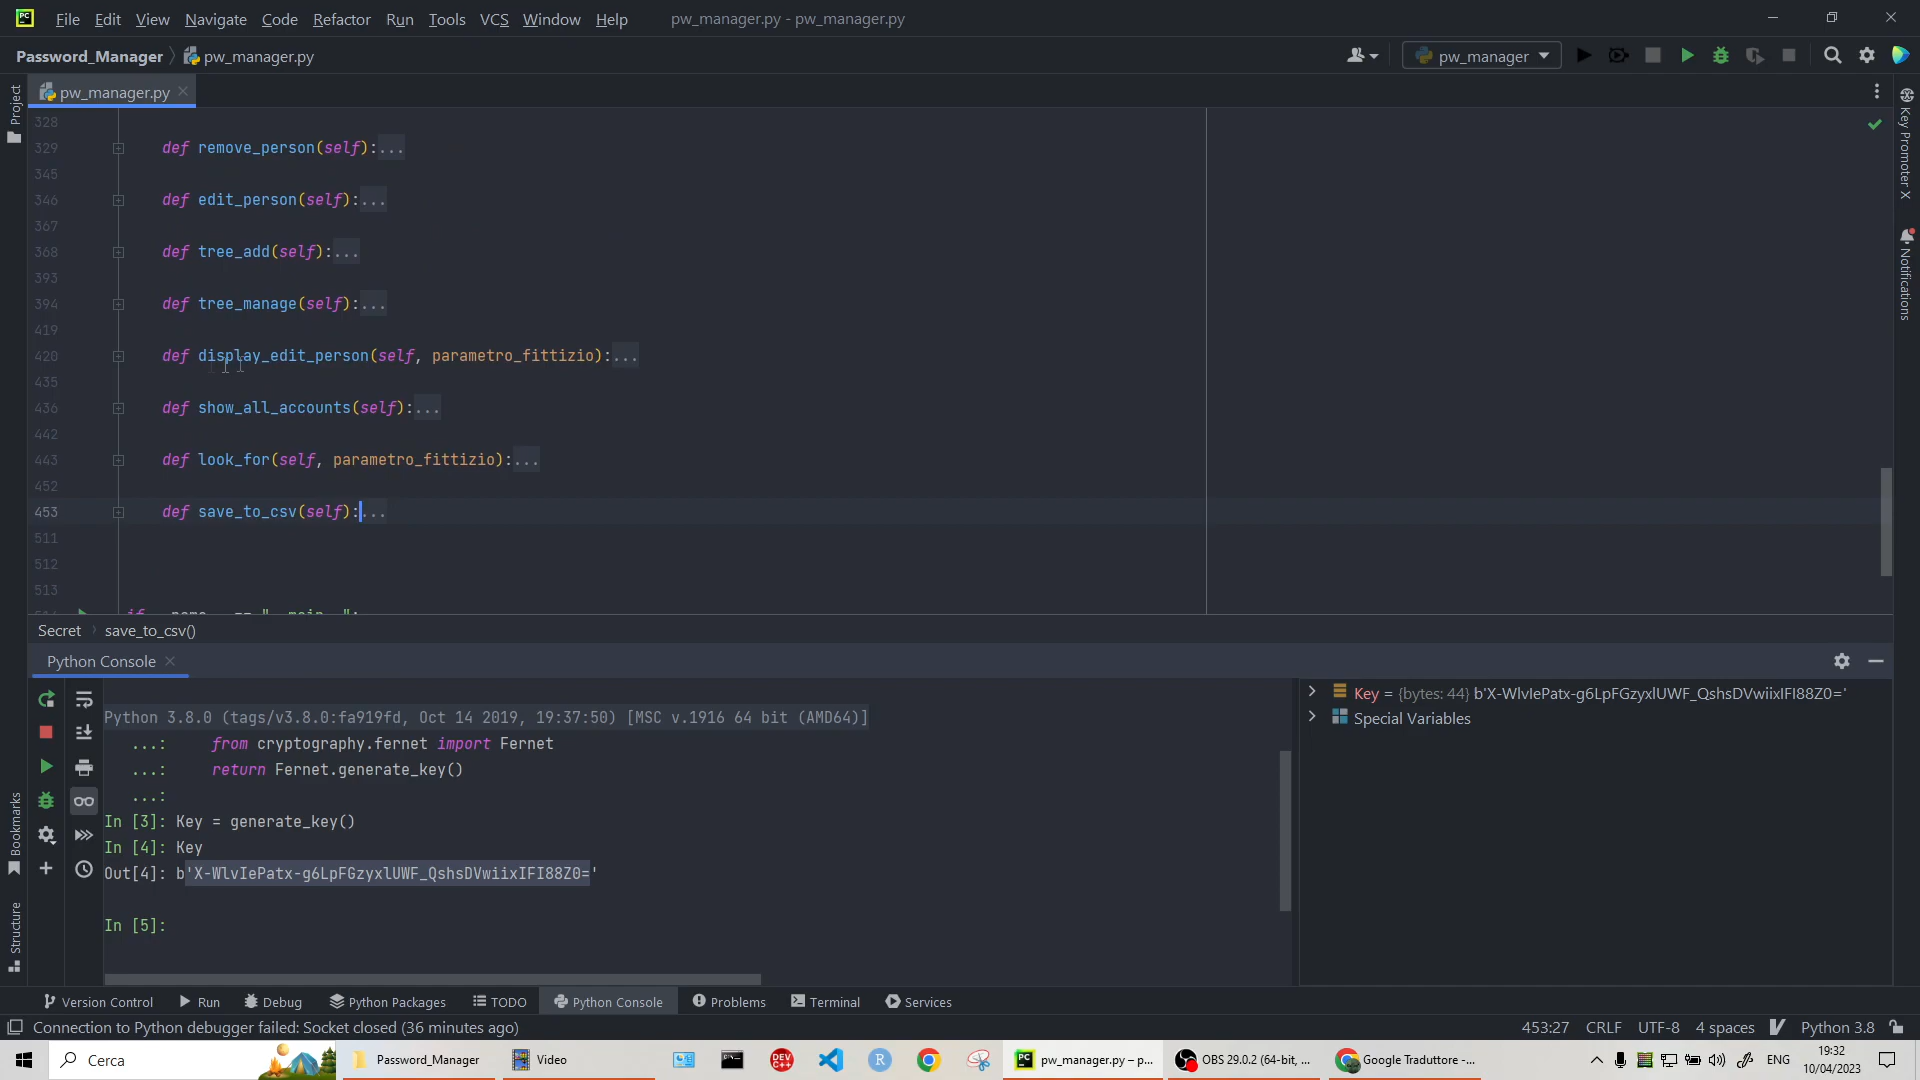 File Edit View Navigate Code Refactor Run Tools VCS Window Help pw_manager.py - pw_manager.py
Password_Manager pw_manager.py pw_manager
pw_manager.py
Project
Key Promoter X
Notifications
328
329 def remove_person(self):...
345
346 def edit_person(self):...
367
368 def tree_add(self):...
393
394 def tree_manage(self):...
419
420 def display_edit_person(self, parametro_fittizio):...
435
436 def show_all_accounts(self):...
442
443 def look_for(self, parametro_fittizio):...
452
453 def save_to_csv(self):...
511
512
513
Secret save_to_csv()
Python Console
Python 3.8.0 (tags/v3.8.0:fa919fd, Oct 14 2019, 19:37:50) [MSC v.1916 64 bit (AMD64)]
...: from cryptography.fernet import Fernet
...: return Fernet.generate_key()
...:
In [3]: Key = generate_key()
In [4]: Key
Out[4]: b'X-WlvIePatx-g6LpFGzyxlUWF_QshsDVwiixIFI88Z0='
In [5]:
Key = {bytes: 44} b'X-WlvIePatx-g6LpFGzyxlUWF_QshsDVwiixIFI88Z0='
Special Variables
Bookmarks
Structure
Version Control Run Debug Python Packages TODO Python Console Problems Terminal Services
Connection to Python debugger failed: Socket closed (36 minutes ago) 453:27 CRLF UTF-8 4 spaces Python 3.8
Cerca Password_Manager Video pw_manager.py – p... OBS 29.0.2 (64-bit, ... Google Traduttore -... ENG 19:32
10/04/2023